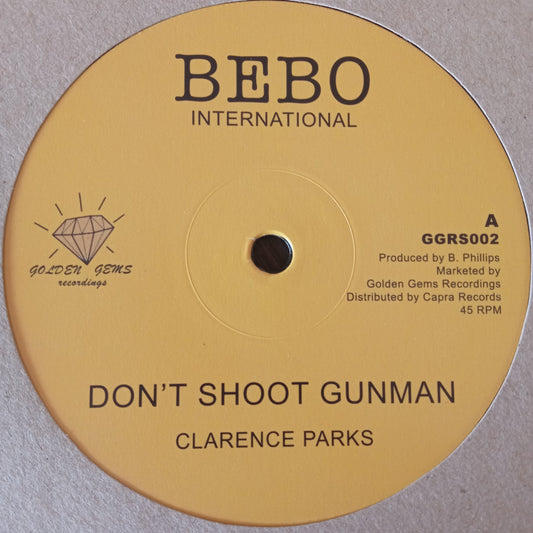 BEBO
INTERNATIONAL
GOLDEN GEMS
recordings
A
GGRS002
Produced by B. Phillips
Marketed by
Golden Gems Recordings
Distributed by Capra Records
45 RPM
DON'T SHOOT GUNMAN
CLARENCE PARKS